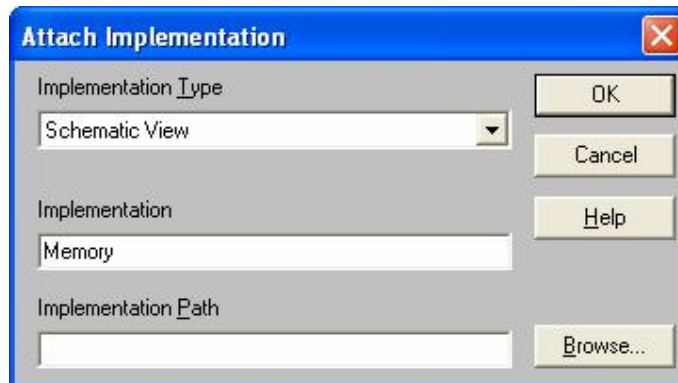 Attach Implementation
Implementation Type
Schematic View
OK
Cancel
Implementation
Memory
Help
Implementation Path
Browse...